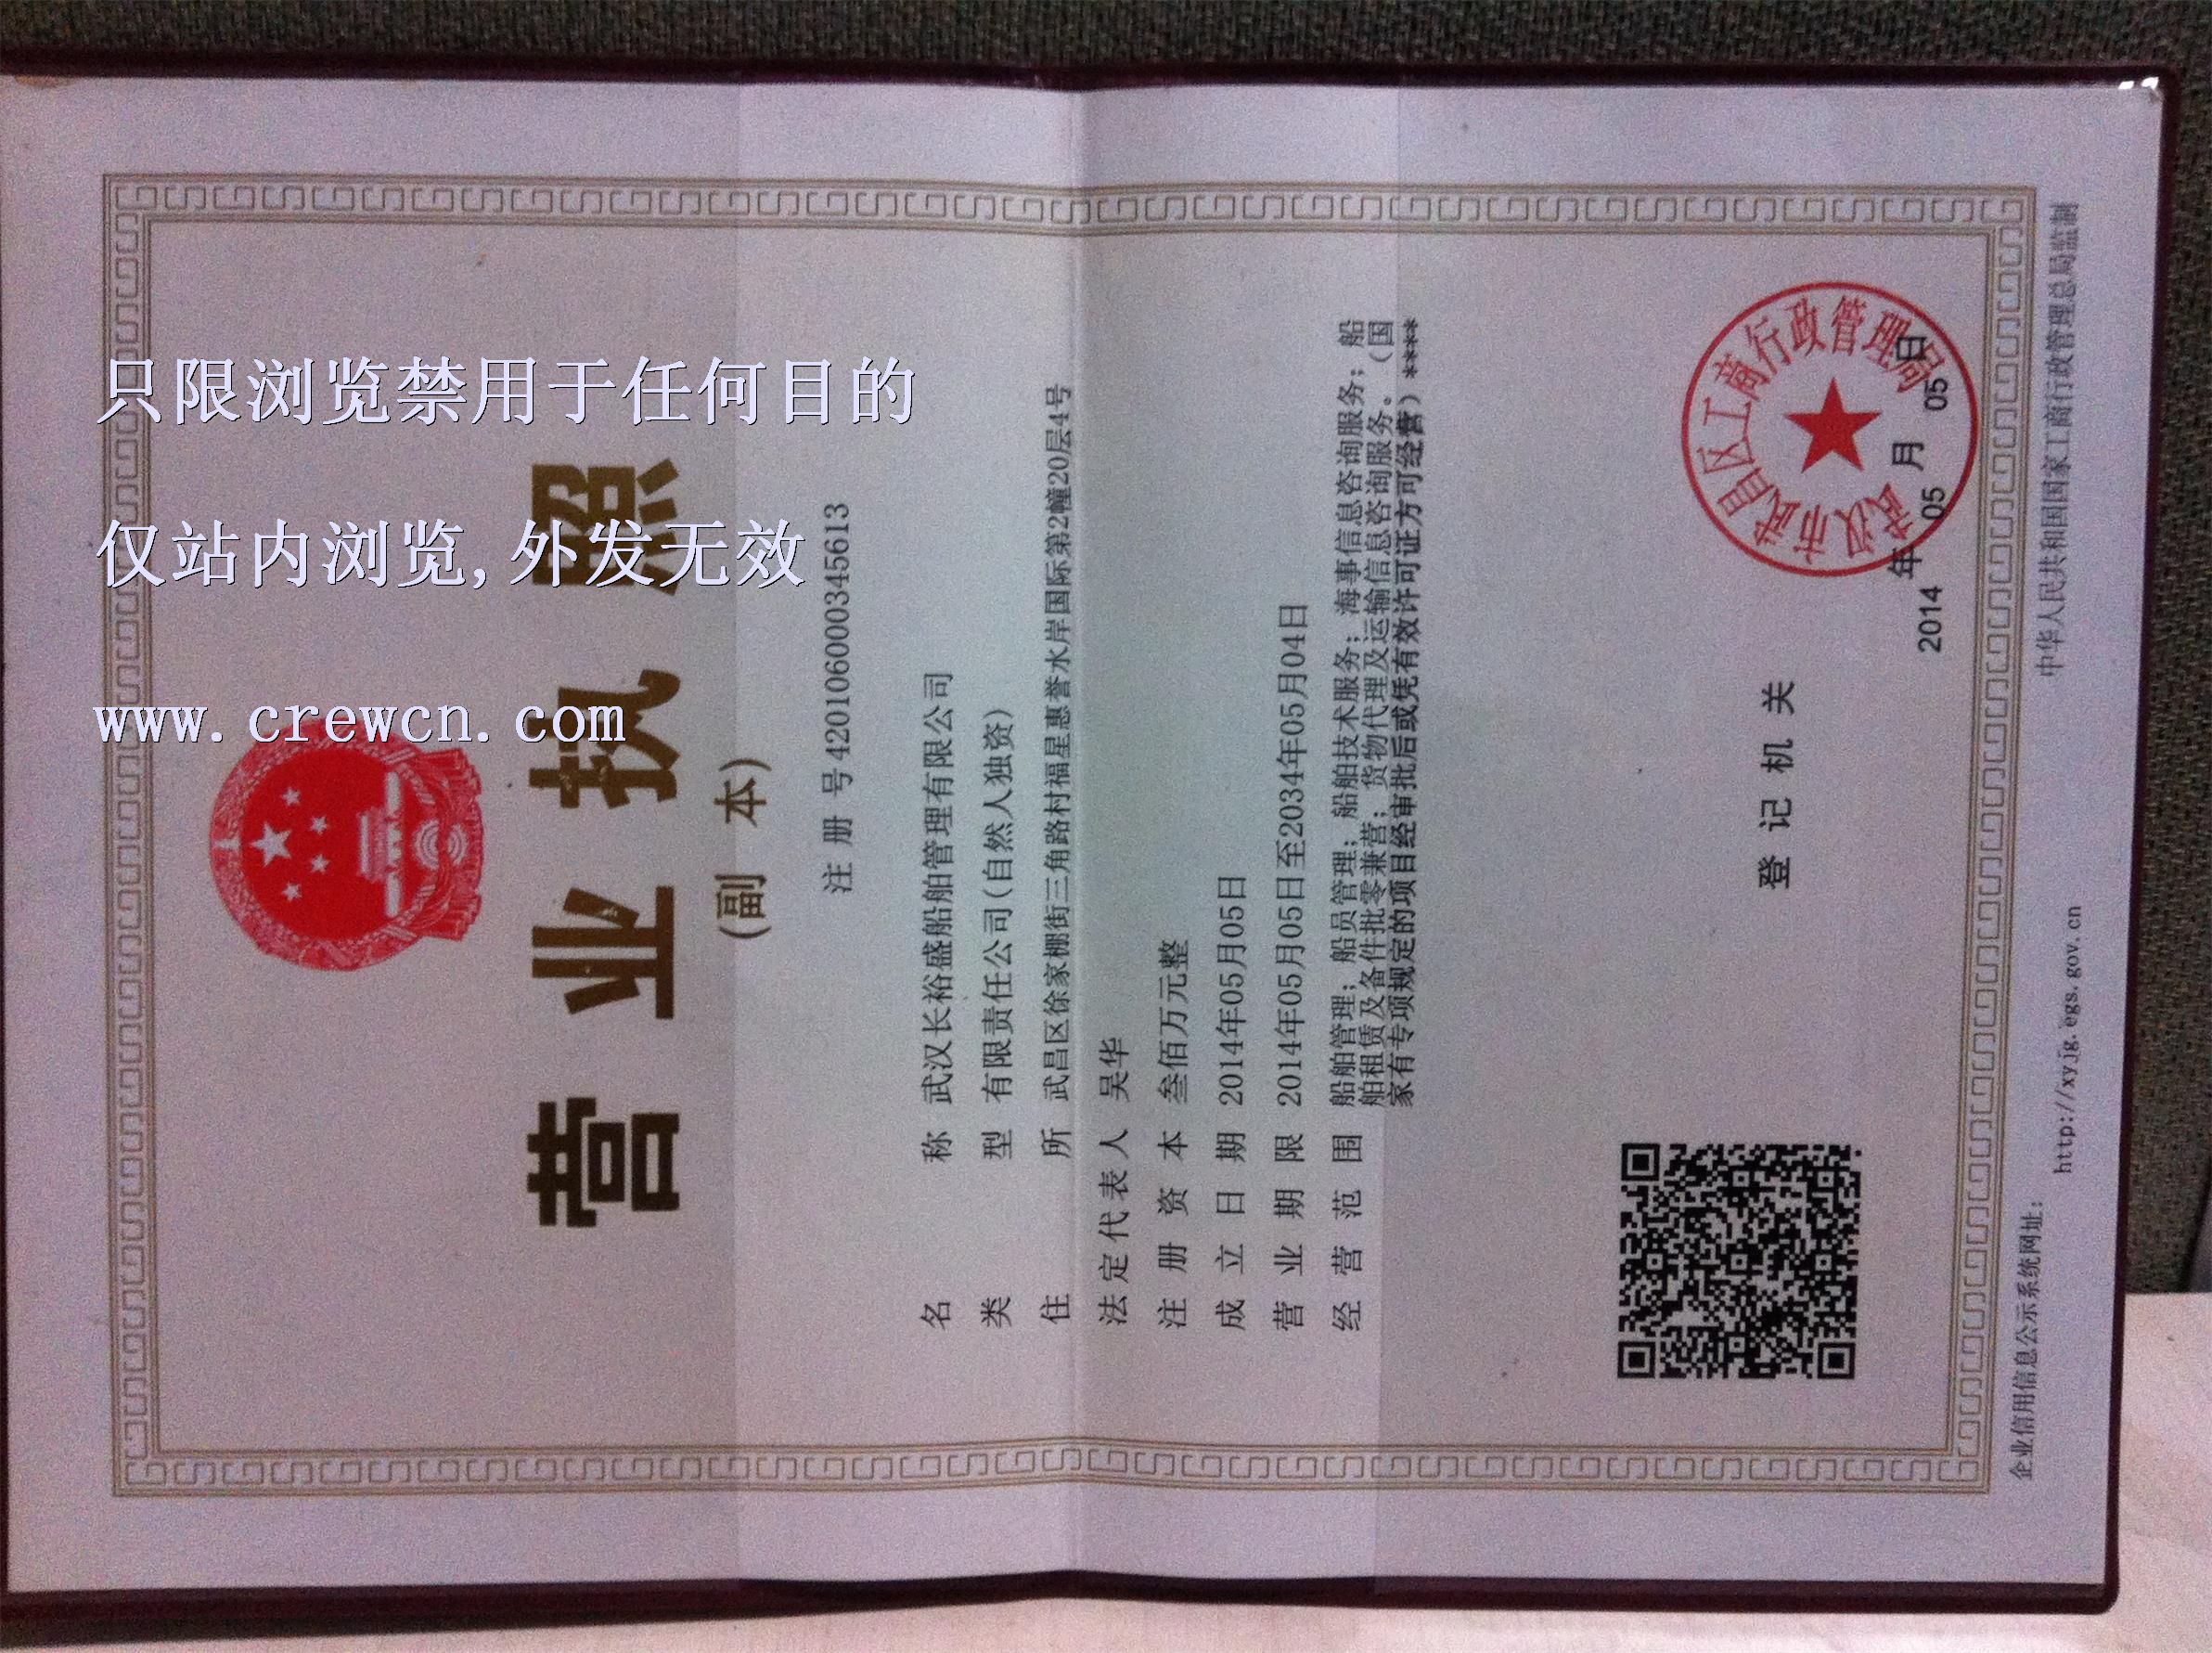 只限浏览禁用于任何目的
仅站内浏览,外发无效
www.crewcn.com
营业执照
(副 本)
注 册 号420106000345613
名 称 武汉长裕盛船舶管理有限公司
类 型 有限责任公司(自然人独资)
住 所 武昌区徐家棚街三角路村福星惠誉水岸国际第2幢20层4号
法定代表人 吴华
注 册 资 本 叁佰万元整
成 立 日 期 2014年05月05日
营 业 期 限 2014年05月05日至2034年05月04日
经 营 范 围 船舶管理;船员管理;船舶技术服务;海事信息咨询服务;船
舶租赁及备件批零兼营;货物代理及运输信息咨询服务。(国
家有专项规定的项目经审批后或凭有效许可证方可经营)****
登 记 机 关
武汉市武昌区工商行政管理局
2014 年 05 月 05 日
企业信用信息公示系统网址:
http://xyjg.egs.gov.cn
中华人民共和国国家工商行政管理总局监制